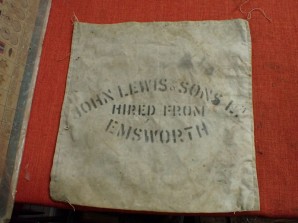 JOHN LEWIS & SONS LD
HIRED FROM
EMSWORTH